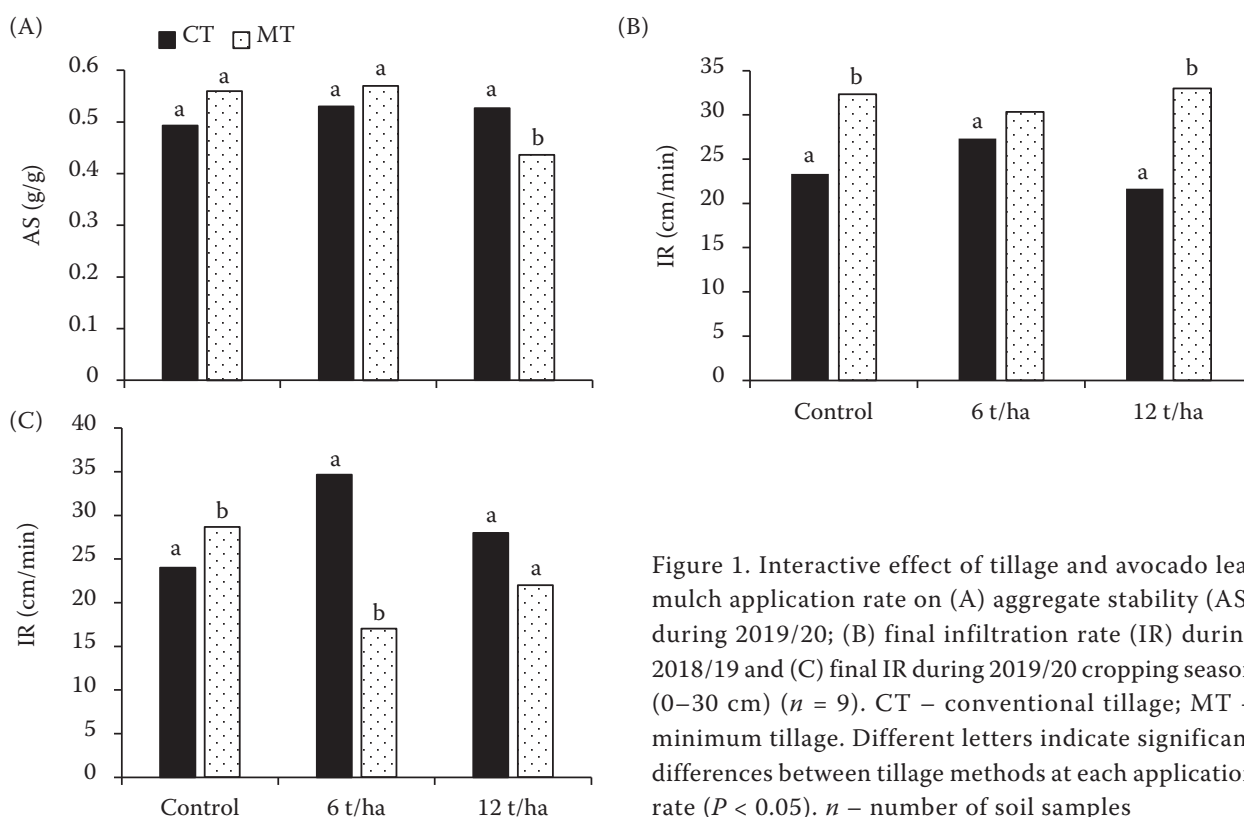 (A)
CT MT
0.6
0.5
0.4
0.3
0.2
0.1
0
AS (g/g)
a a a a a b
(B)
35
30
25
20
15
10
5
0
IR (cm/min)
a b a a b
Control 6 t/ha 12 t/ha
(C)
40
35
30
25
20
15
10
5
0
IR (cm/min)
a b a b a a
Control 6 t/ha 12 t/ha
Figure 1. Interactive effect of tillage and avocado lea
mulch application rate on (A) aggregate stability (AS
during 2019/20; (B) final infiltration rate (IR) durin
2018/19 and (C) final IR during 2019/20 cropping season
(0–30 cm) (n = 9). CT – conventional tillage; MT –
minimum tillage. Different letters indicate significan
differences between tillage methods at each application
rate (P < 0.05). n – number of soil samples